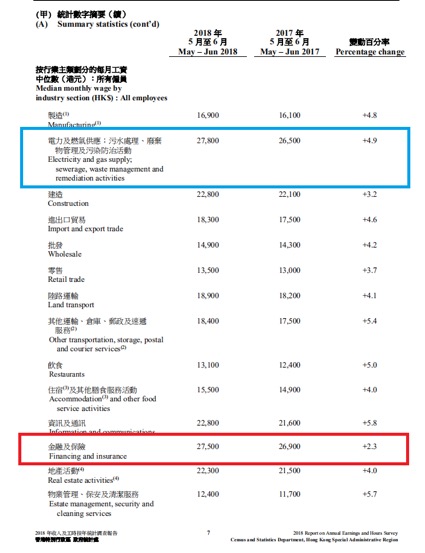 (甲) 統計數字摘要（續）
(A) Summary statistics (cont'd)
2018 年 2017 年
5 月至 6 月 5 月至 6 月 變動百分率
May – Jun 2018 May – Jun 2017 Percentage change
按行業主類劃分的每月工資
中位數（港元）：所有僱員
Median monthly wage by
industry section (HK$) : All employees
製造(1) 16,900 16,100 +4.8
Manufacturing(1)
電力及燃氣供應；污水處理、廢棄 27,800 26,500 +4.9
物管理及污染防治活動
Electricity and gas supply;
sewerage, waste management and
remediation activities
建造 22,800 22,100 +3.2
Construction
進出口貿易 18,300 17,500 +4.6
Import and export trade
批發 14,900 14,300 +4.2
Wholesale
零售 13,500 13,000 +3.7
Retail trade
陸路運輸 18,900 18,200 +4.1
Land transport
其他運輸、倉庫、郵政及速遞 18,400 17,500 +5.4
服務(2)
Other transportation, storage, postal
and courier services(2)
飲食 13,100 12,400 +5.0
Restaurants
住宿(3)及其他膳食服務活動 15,500 14,900 +4.0
Accommodation(3) and other food
service activities
資訊及通訊 22,800 21,600 +5.8
Information and communications
金融及保險 27,500 26,900 +2.3
Financing and insurance
地產活動(4) 22,300 21,500 +4.0
Real estate activities(4)
物業管理、保安及清潔服務 12,400 11,700 +5.7
Estate management, security and
cleaning services
2018 年收入及工時按年統計調查報告 7 2018 Report on Annual Earnings and Hours Survey
香港特別行政區 政府統計處 Census and Statistics Department, Hong Kong Special Administrative Region